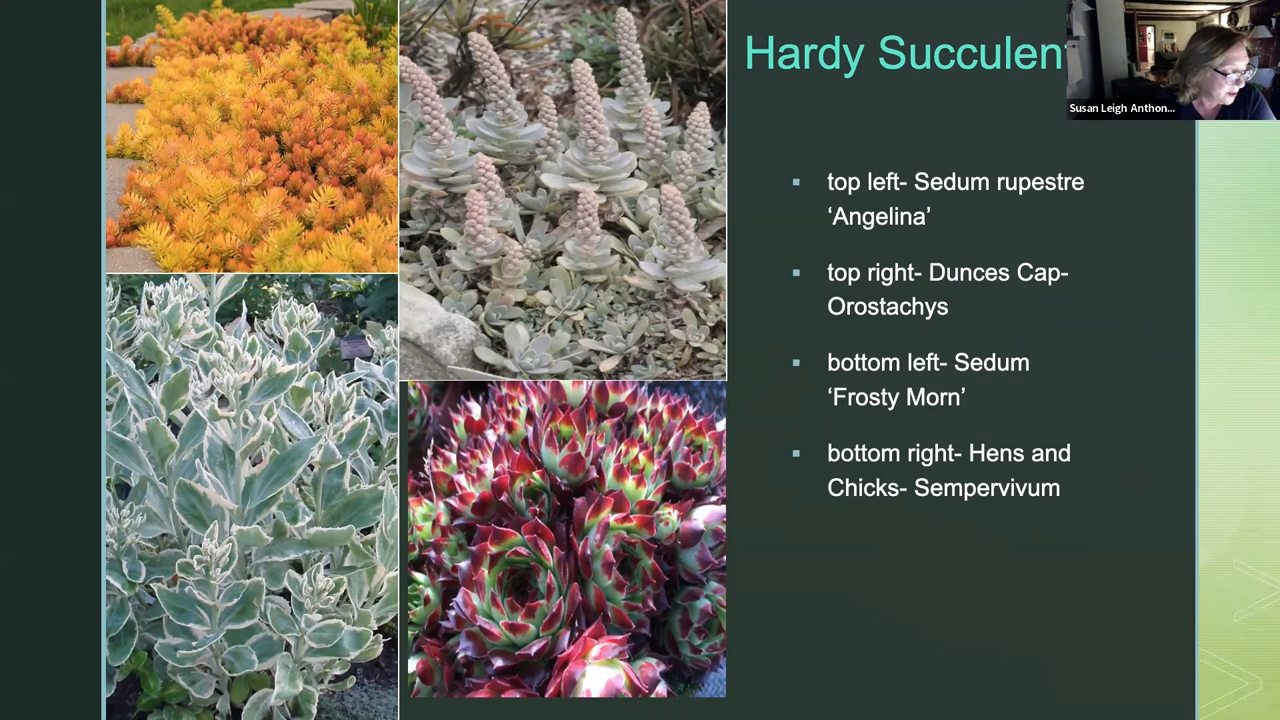 Hardy Succulen
Susan Leigh Anthon...
▪ top left- Sedum rupestre
‘Angelina’
▪ top right- Dunces Cap-
Orostachys
▪ bottom left- Sedum
‘Frosty Morn’
▪ bottom right- Hens and
Chicks- Sempervivum